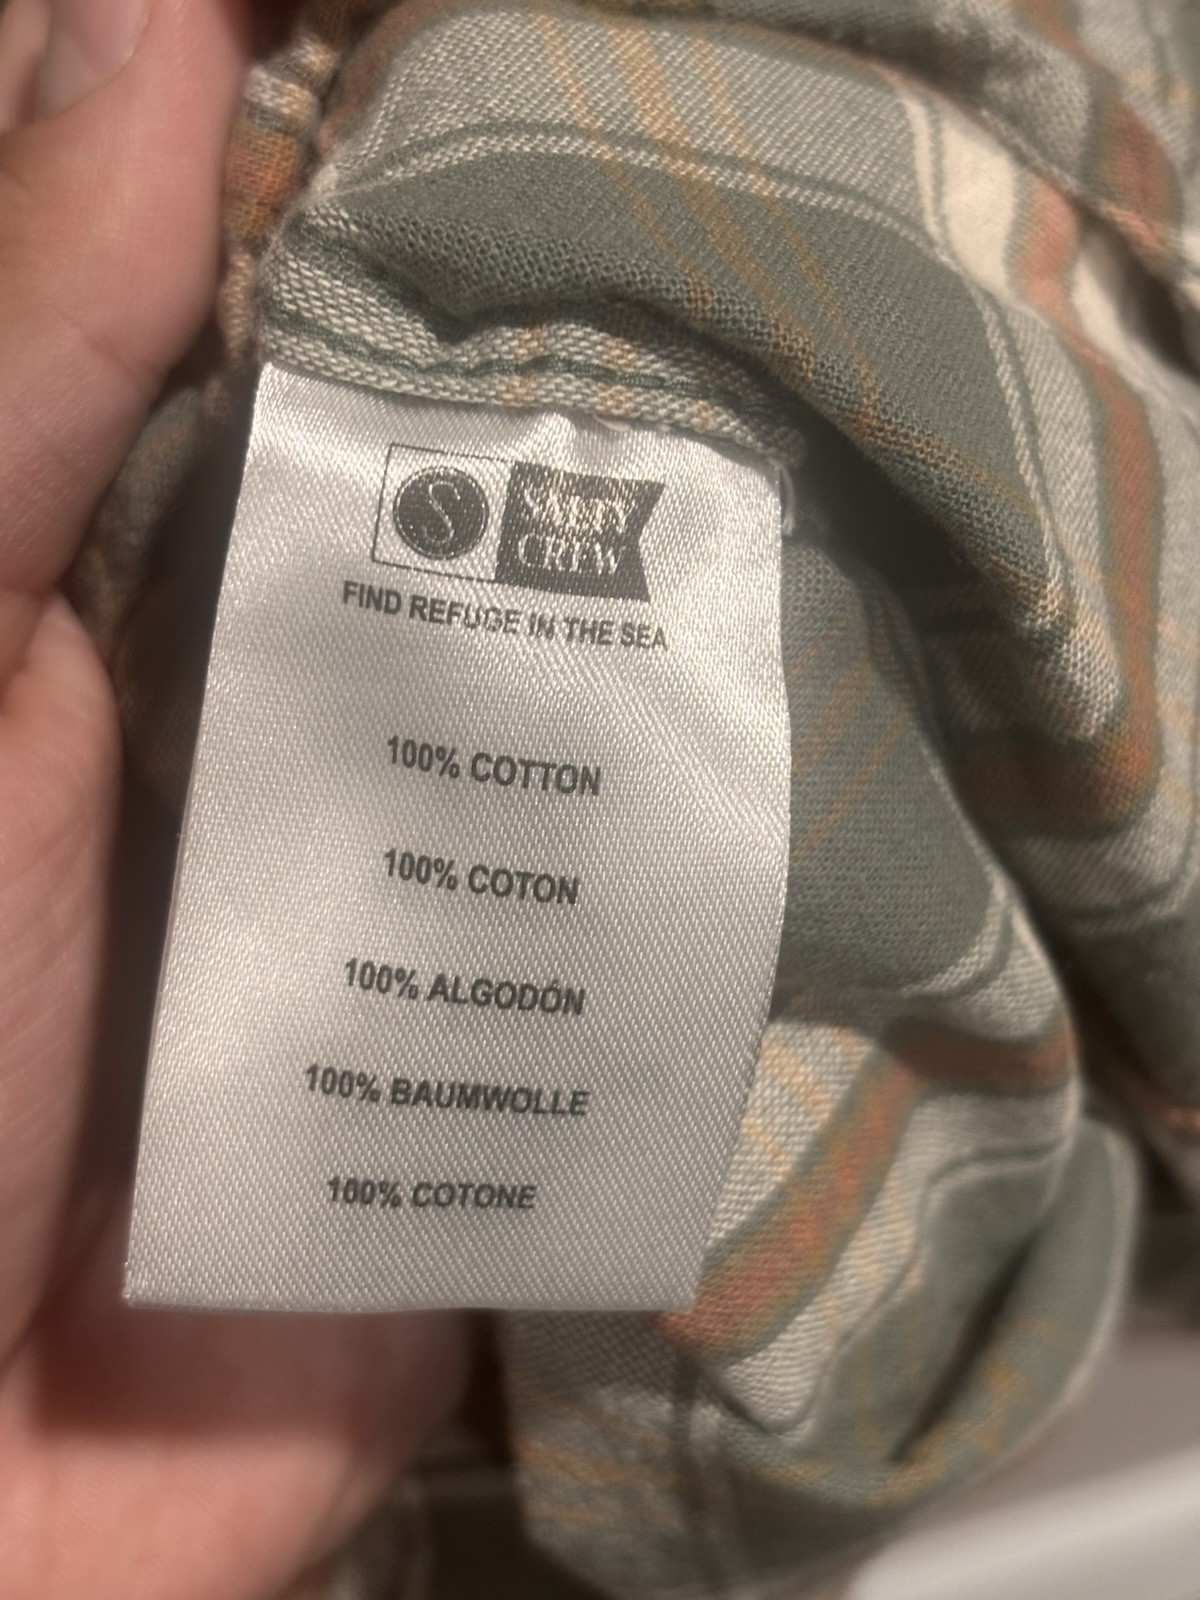 S
SALTY
CREW
FIND REFUGE IN THE SEA
100% COTTON
100% COTON
100% ALGODÓN
100% BAUMWOLLE
100% COTONE